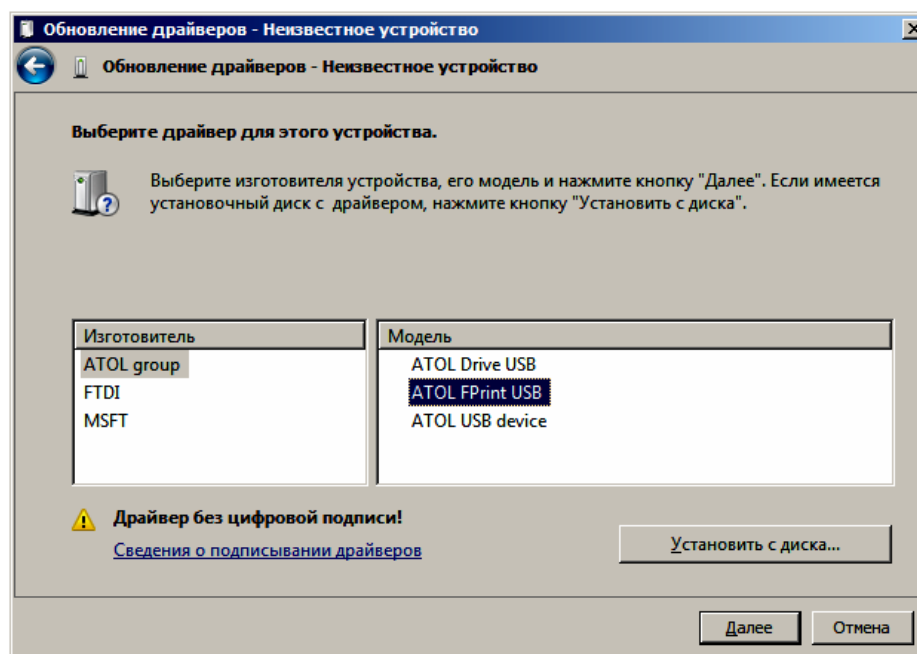 Обновление драйверов - Неизвестное устройство
Обновление драйверов - Неизвестное устройство
Выберите драйвер для этого устройства.
Выберите изготовителя устройства, его модель и нажмите кнопку "Далее". Если имеется
установочный диск с драйвером, нажмите кнопку "Установить с диска".
Изготовитель
ATOL group
FTDI
MSFT
Модель
ATOL Drive USB
ATOL FPrint USB
ATOL USB device
Драйвер без цифровой подписи!
Сведения о подписывании драйверов
Установить с диска...
Далее
Отмена